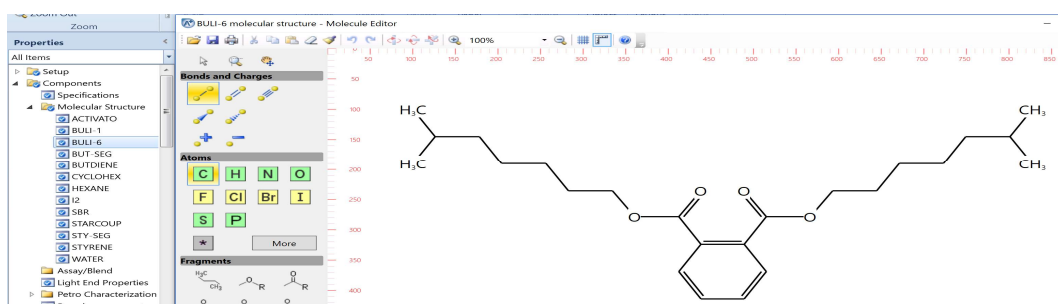 Zoom Out
Zoom
Properties
All Items
Setup
Components
Specifications
Molecular Structure
ACTIVATO
BULI-1
BULI-6
BUT-SEG
BUTDIENE
CYCLOHEX
HEXANE
I2
SBR
STARCOUP
STY-SEG
STYRENE
WATER
Assay/Blend
Light End Properties
Petro Characterization
BULI-6 molecular structure - Molecule Editor
100%
Bonds and Charges
Atoms
C H N O
F Cl Br I
S P
* More
Fragments
H₃C CH₃ O R O R
O O
0 50 100 150 200 250 300 350 400 450 500 550 600 650 700 750 800 850
50
100
150
200
250
300
350
400
H₃C CH₃
H₃C CH₃
O O
O O